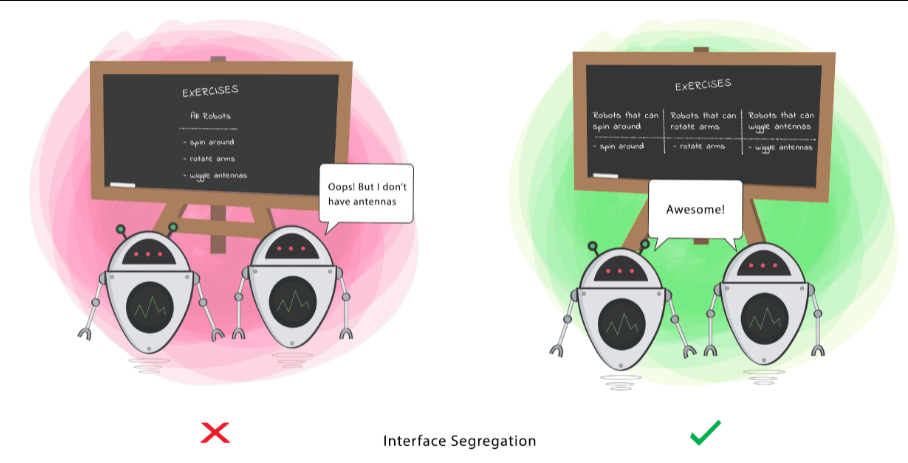 EXERCISES
All Robots
- spin around
- rotate arms
- wiggle antennas
Oops! But I don't
have antennas
EXERCISES
Robots that can
spin around
- spin around
Robots that can
rotate arms
- rotate arms
Robots that can
wiggle antennas
- wiggle antennas
Awesome!
Interface Segregation